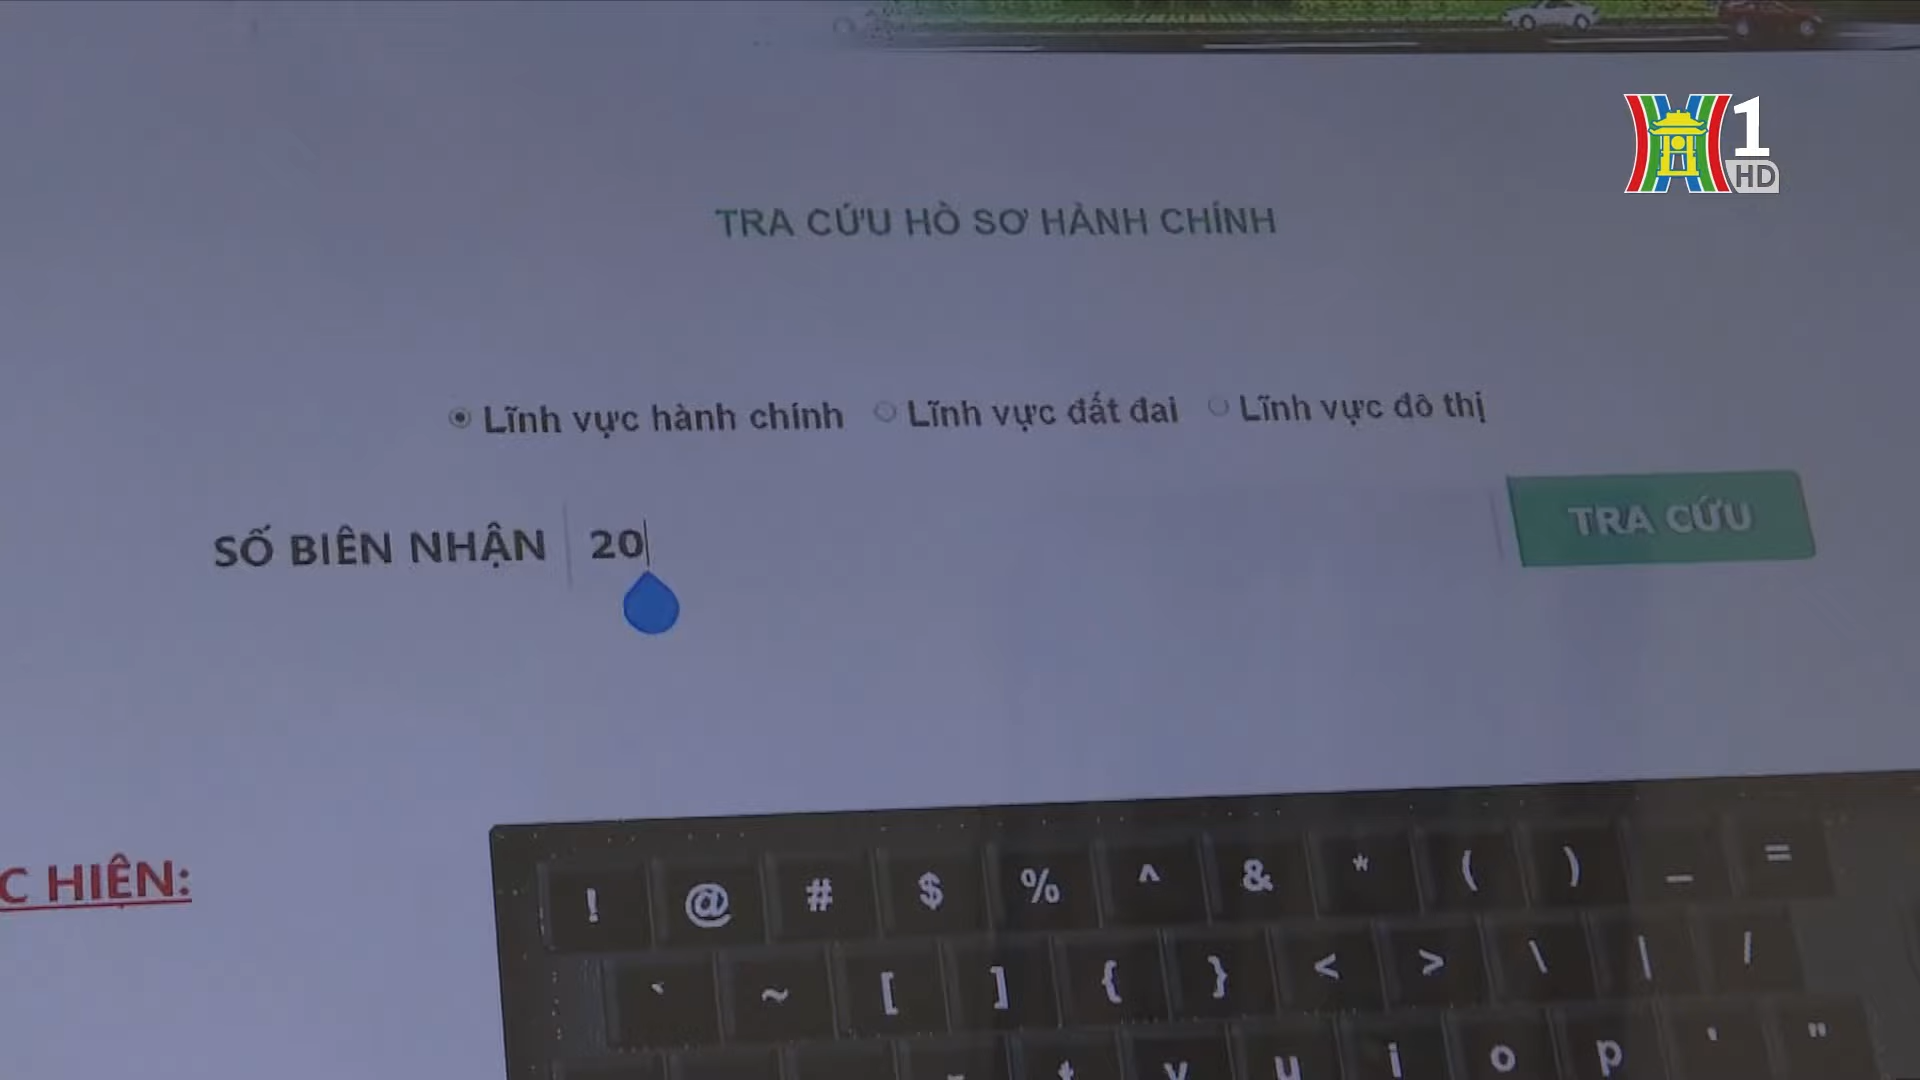 1
HD
TRA CỨU HỒ SƠ HÀNH CHÍNH
Lĩnh vực hành chính Lĩnh vực đất đai Lĩnh vực đô thị
SỐ BIÊN NHẬN 20 TRA CỨU
C HIỆN:
! @ # $ % ^ & * ( ) _ =
` ~ [ ] { } < > \ | /
t y u i o p ' "